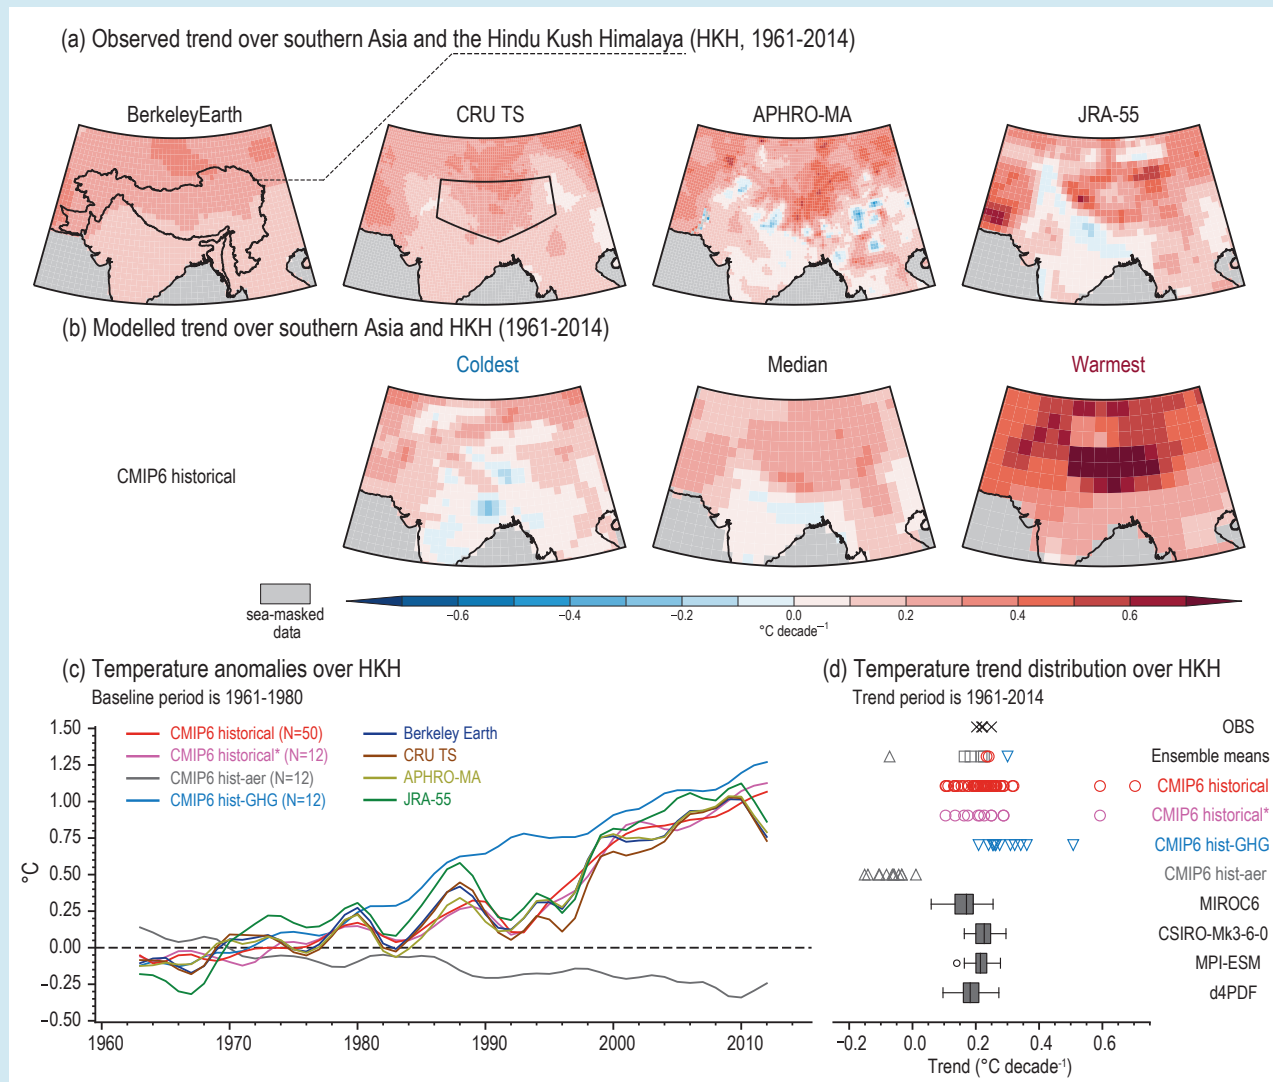 (a) Observed trend over southern Asia and the Hindu Kush Himalaya (HKH, 1961-2014)
BerkeleyEarth
CRU TS
APHRO-MA
JRA-55
(b) Modelled trend over southern Asia and HKH (1961-2014)
Coldest
Median
Warmest
CMIP6 historical
sea-masked
data
−0.6
−0.4
−0.2
0.0
0.2
0.4
0.6
°C decade⁻¹
(c) Temperature anomalies over HKH
Baseline period is 1961-1980
CMIP6 historical (N=50)
CMIP6 historical* (N=12)
CMIP6 hist-aer (N=12)
CMIP6 hist-GHG (N=12)
Berkeley Earth
CRU TS
APHRO-MA
JRA-55
°C
1.50
1.25
1.00
0.75
0.50
0.25
0.00
−0.25
−0.50
1960
1970
1980
1990
2000
2010
(d) Temperature trend distribution over HKH
Trend period is 1961-2014
OBS
Ensemble means
CMIP6 historical
CMIP6 historical*
CMIP6 hist-GHG
CMIP6 hist-aer
MIROC6
CSIRO-Mk3-6-0
MPI-ESM
d4PDF
−0.2
0.0
0.2
0.4
0.6
Trend (°C decade⁻¹)